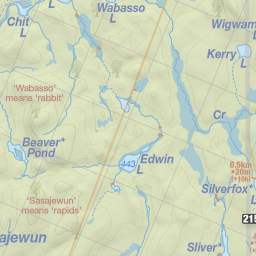 Wabasso
L
Chit
L
Wigwam
L
Kerry
L
'Wabasso'
means 'rabbit'
Cr
Beaver*
Pond
443
Edwin
L
0.5km
+20m
Silverfox*
L
'Sasajewun'
means 'rapids'
ajewun
Sliver*